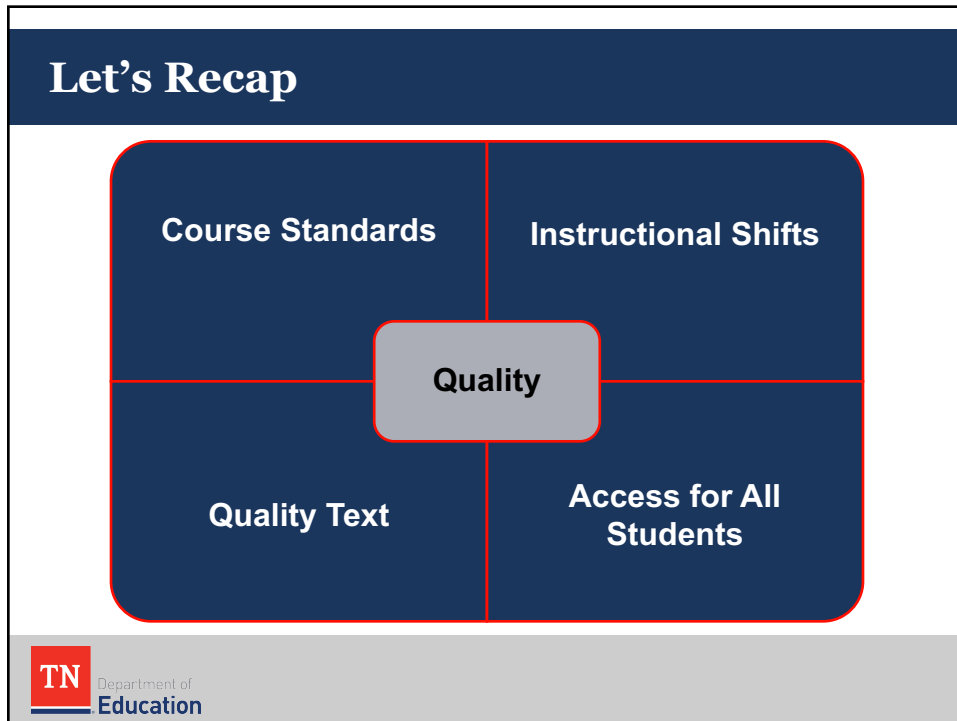 Let’s Recap
Course Standards
Instructional Shifts
Quality
Quality Text
Access for All
Students
TN
Department of
Education